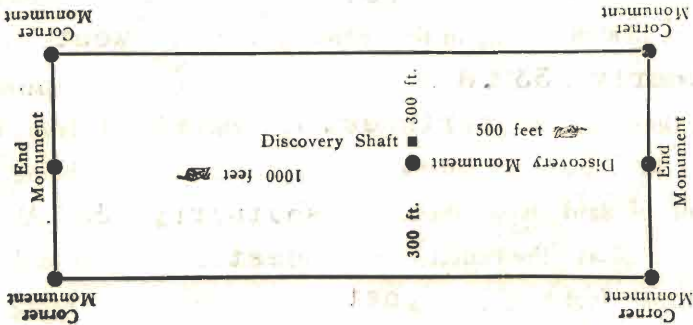 Corner
Monument
Corner
Monument
End
Monument
300 ft.
Discovery Shaft
500 feet
1000 feet
Discovery Monument
End
Monument
300 ft.
Corner
Monument
Corner
Monument